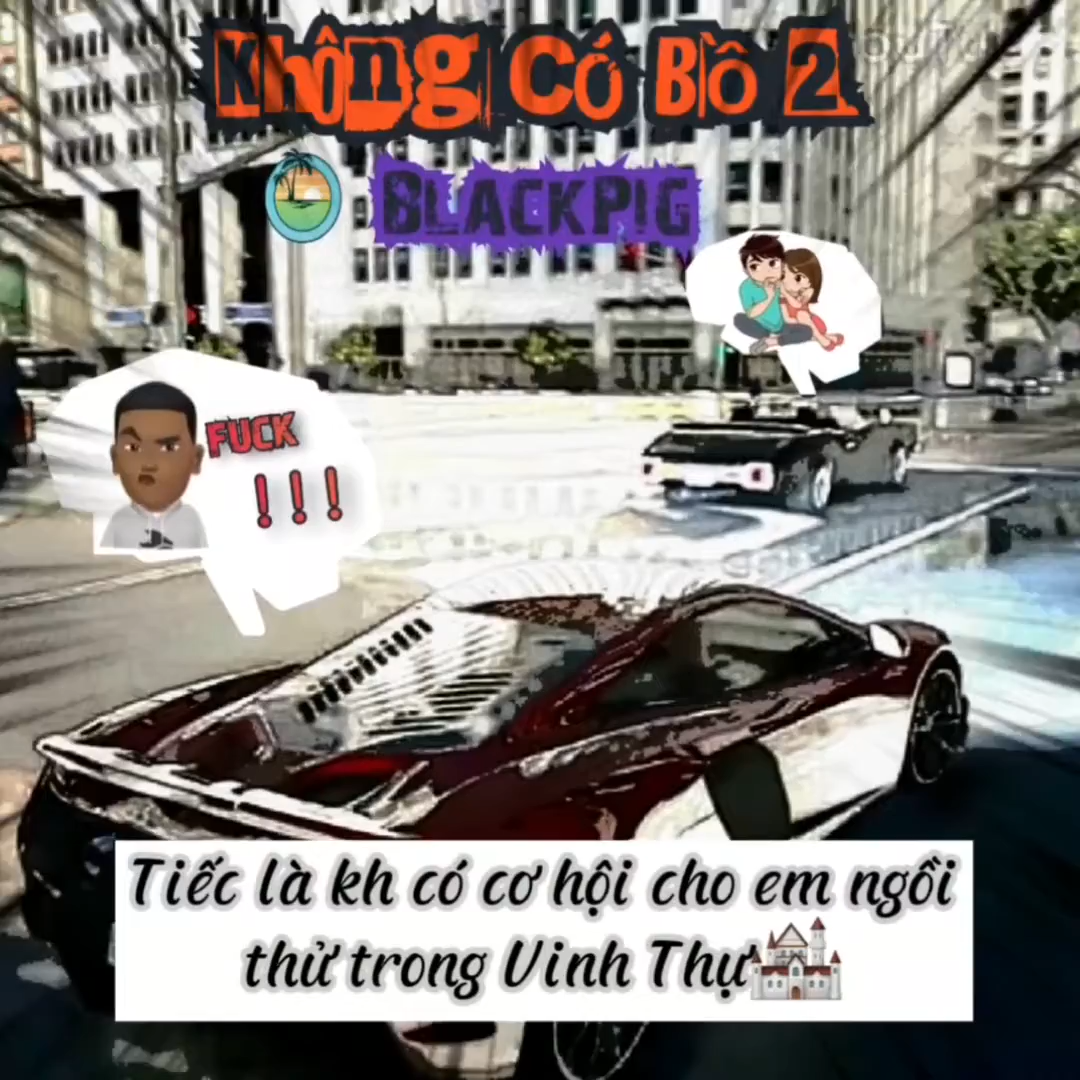 Không Có Bồ 2
BLACKPIG
FUCK
!!!
Tiếc là kh có cơ hội cho em ngồi
thử trong Vinh Thự